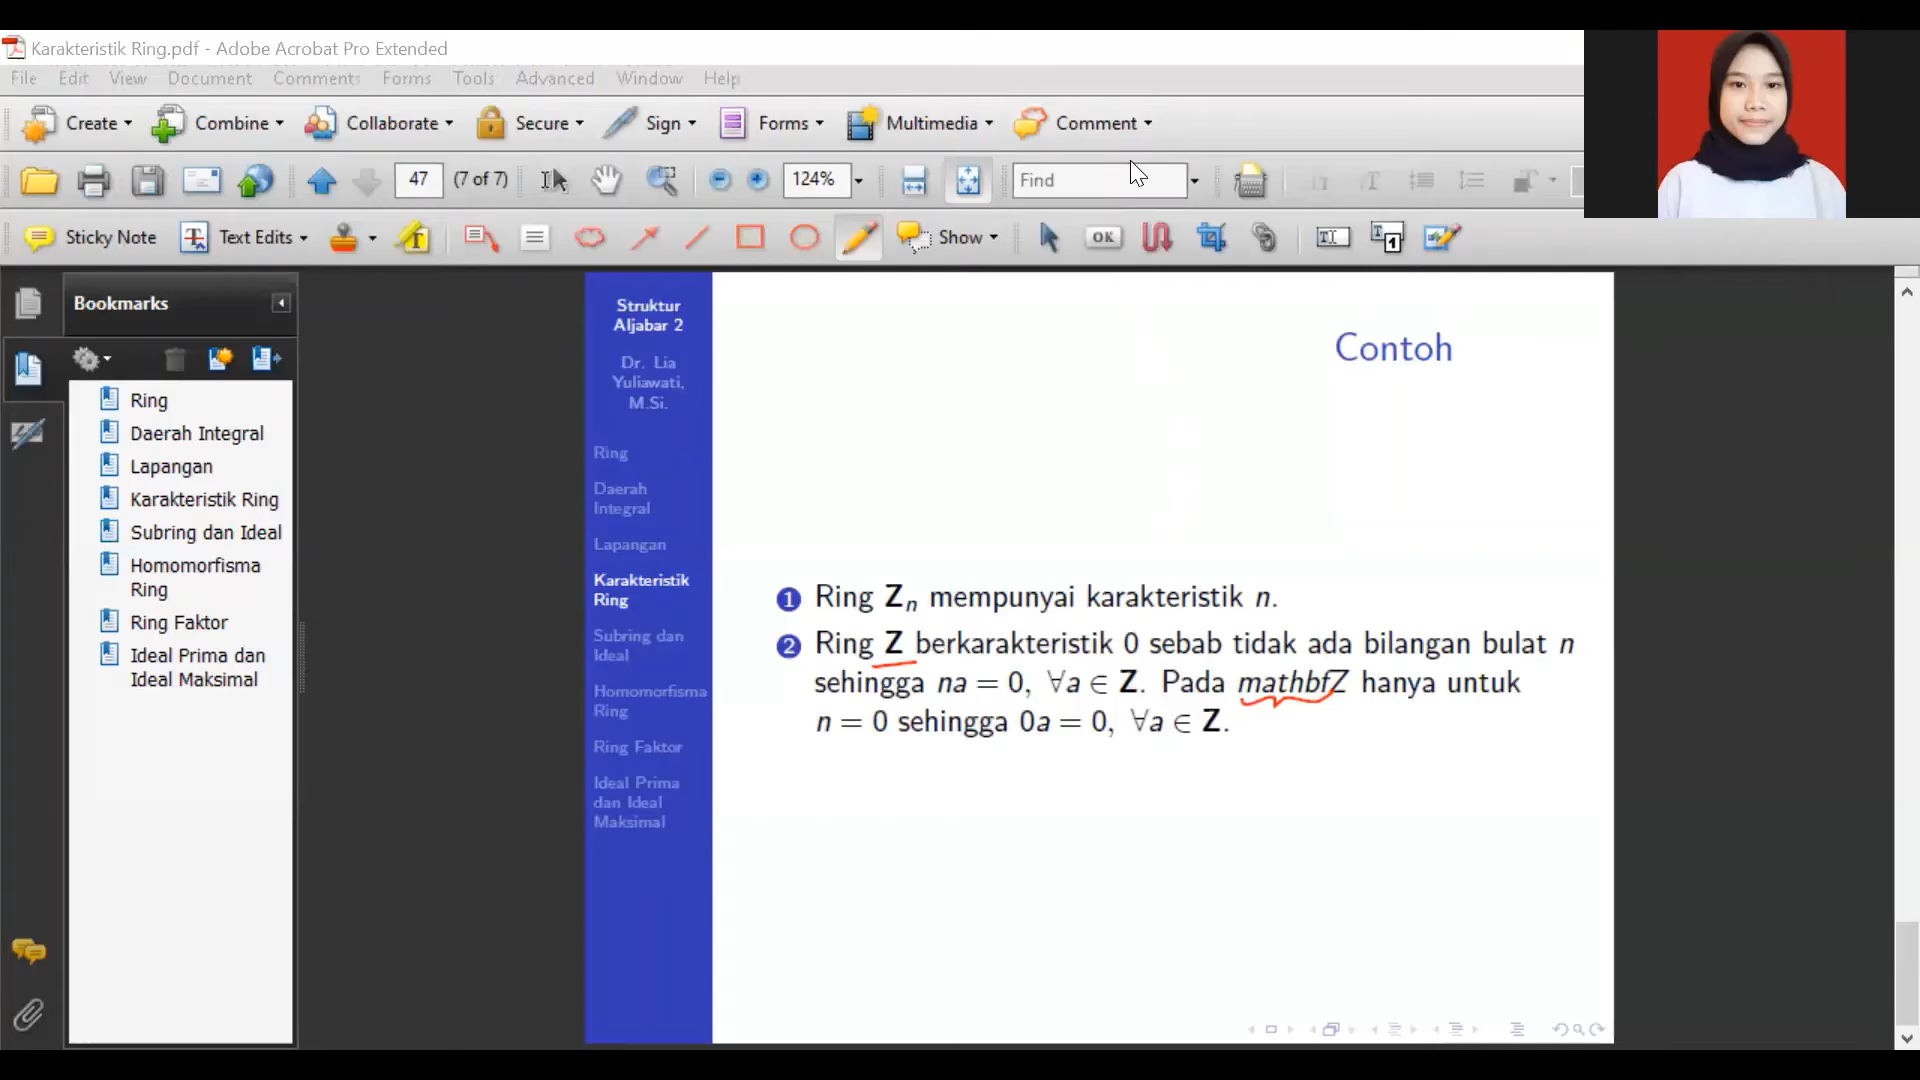 Karakteristik Ring.pdf - Adobe Acrobat Pro Extended
File Edit View Document Comments Forms Tools Advanced Window Help
Create Combine Collaborate Secure Sign Forms Multimedia Comment
47 (7 of 7) 124% Find
Sticky Note Text Edits Show OK
Bookmarks
Ring
Daerah Integral
Lapangan
Karakteristik Ring
Subring dan Ideal
Homomorfisma
Ring
Ring Faktor
Ideal Prima dan
Ideal Maksimal
Struktur
Aljabar 2
Dr. Lia
Yuliawati,
M.Si.
Ring
Daerah
Integral
Lapangan
Karakteristik
Ring
Subring dan
Ideal
Homomorfisma
Ring
Ring Faktor
Ideal Prima
dan Ideal
Maksimal
Contoh
1 Ring Zₙ mempunyai karakteristik n.
2 Ring Z berkarakteristik 0 sebab tidak ada bilangan bulat n
sehingga na = 0, ∀a ∈ Z. Pada mathbfZ hanya untuk
n = 0 sehingga 0a = 0, ∀a ∈ Z.